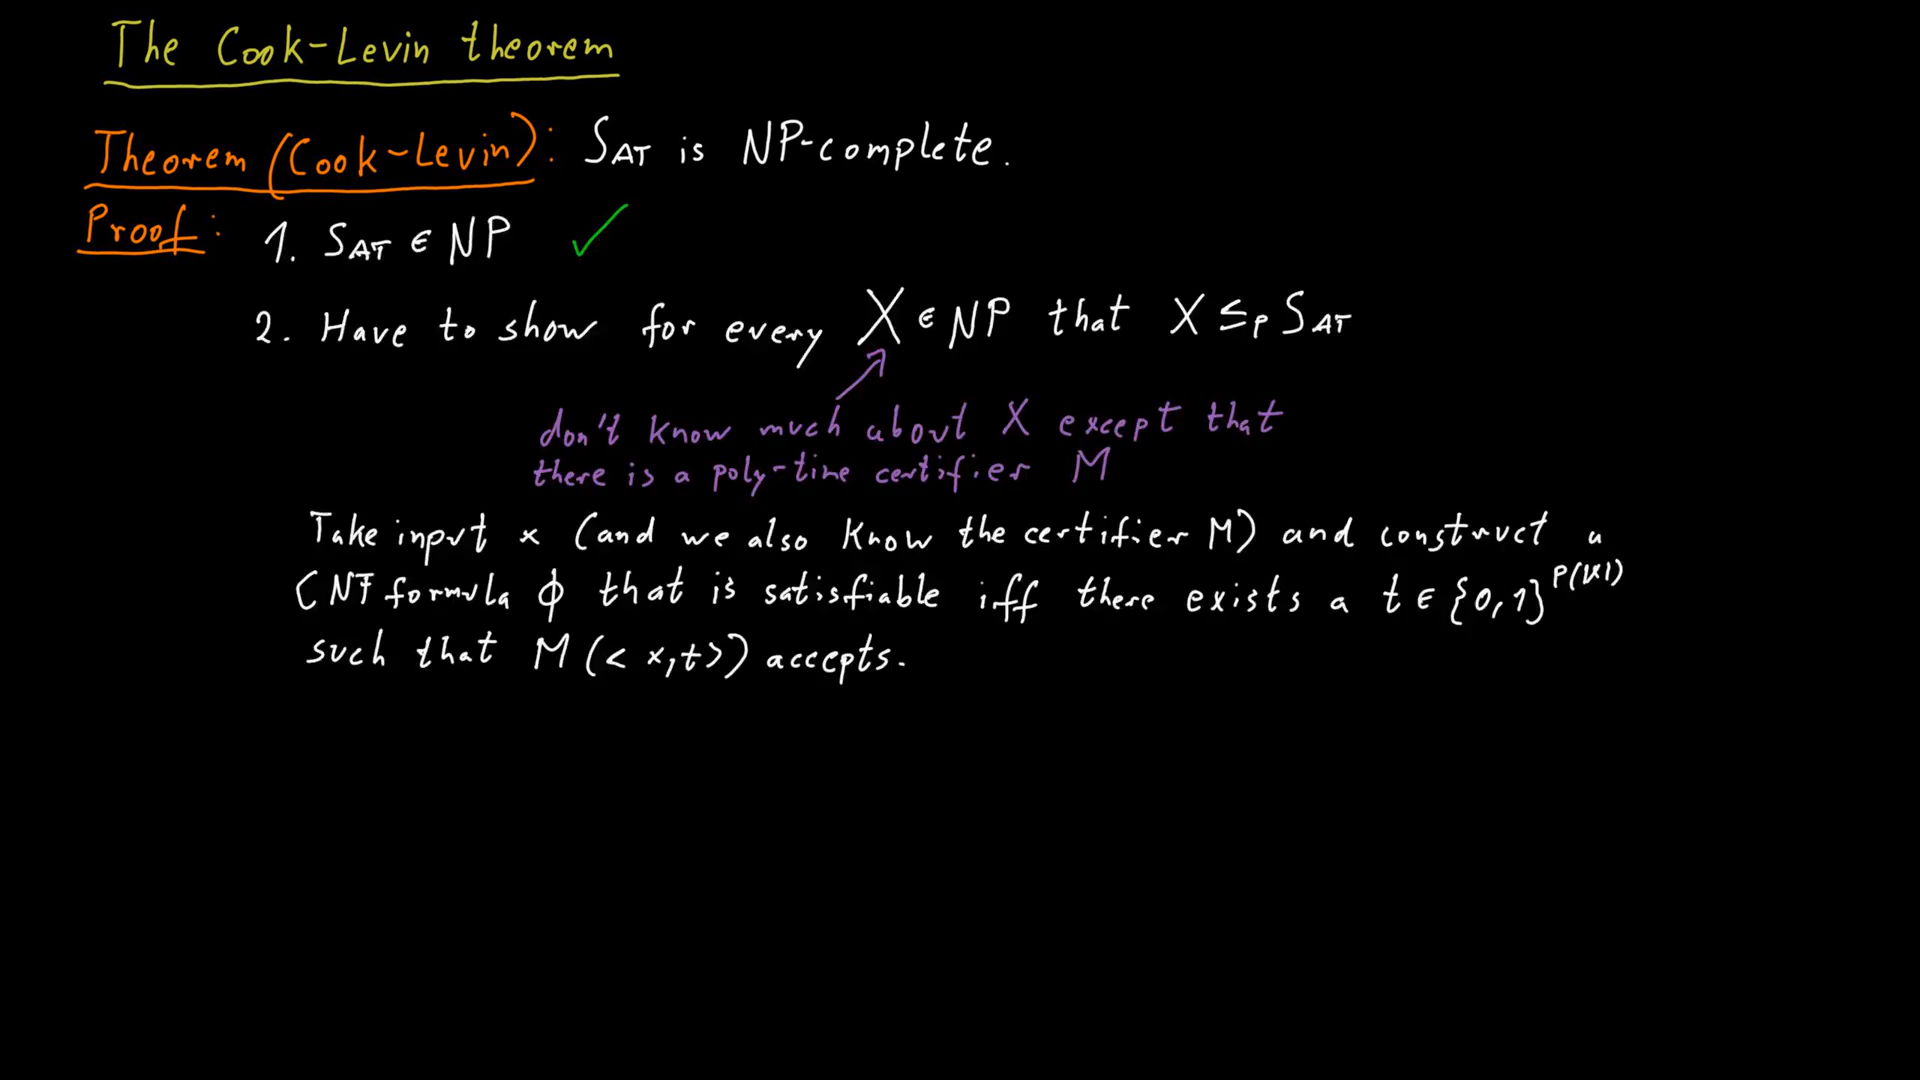 The Cook-Levin theorem
Theorem (Cook-Levin): SAT is NP-complete.
Proof: 1. SAT ∈ NP ✓
2. Have to show for every X ∈ NP that X ≤p SAT
don't know much about X except that
there is a poly-time certifier M
Take input x (and we also know the certifier M) and construct a
CNF formula ϕ that is satisfiable iff there exists a t ∈ {0,1}^p(|x|)
such that M(<x,t>) accepts.